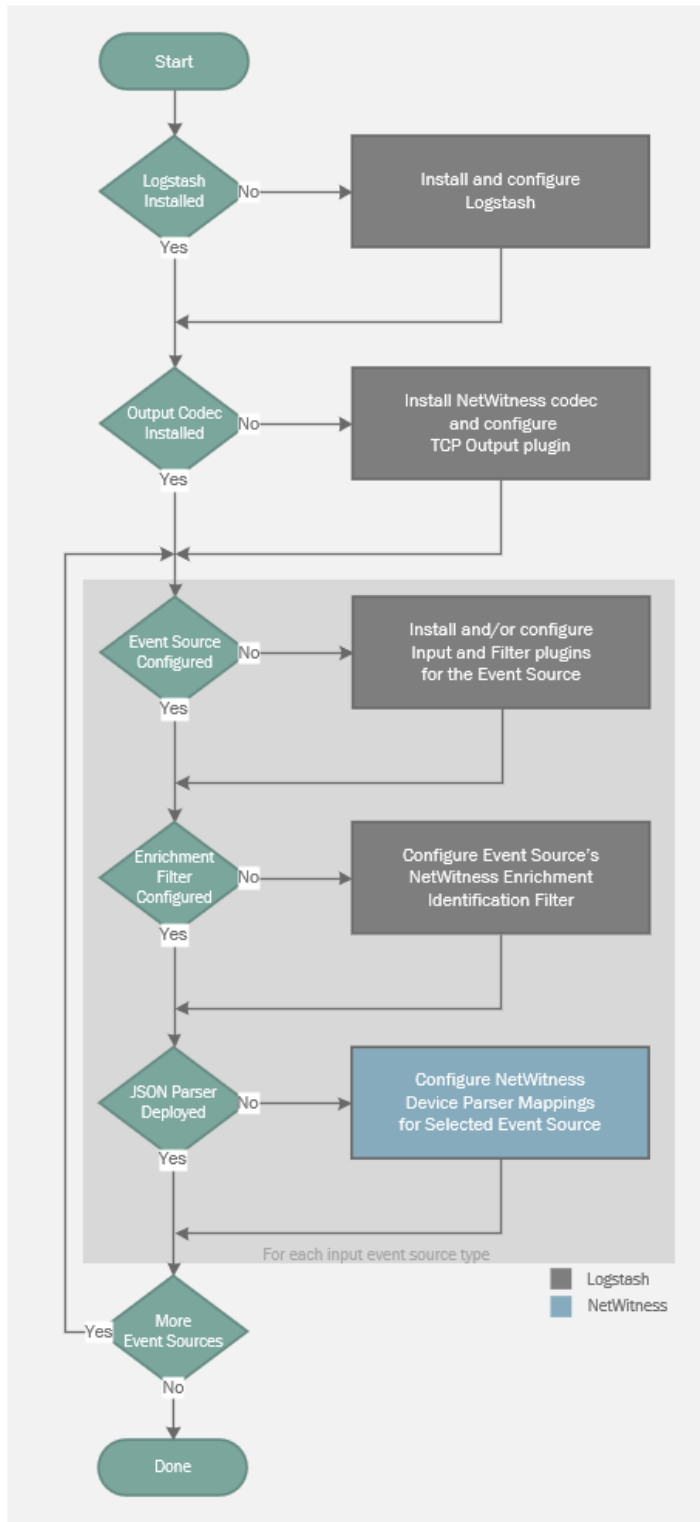 Start
Logstash
Installed
No
Install and configure
Logstash
Yes
Output Codec
Installed
No
Install NetWitness codec
and configure
TCP Output plugin
Yes
Event Source
Configured
No
Install and/or configure
Input and Filter plugins
for the Event Source
Yes
Enrichment
Filter
Configured
No
Configure Event Source's
NetWitness Enrichment
Identification Filter
Yes
JSON Parser
Deployed
No
Configure NetWitness
Device Parser Mappings
for Selected Event Source
Yes
For each input event source type
Logstash
NetWitness
More
Event Sources
Yes
No
Done